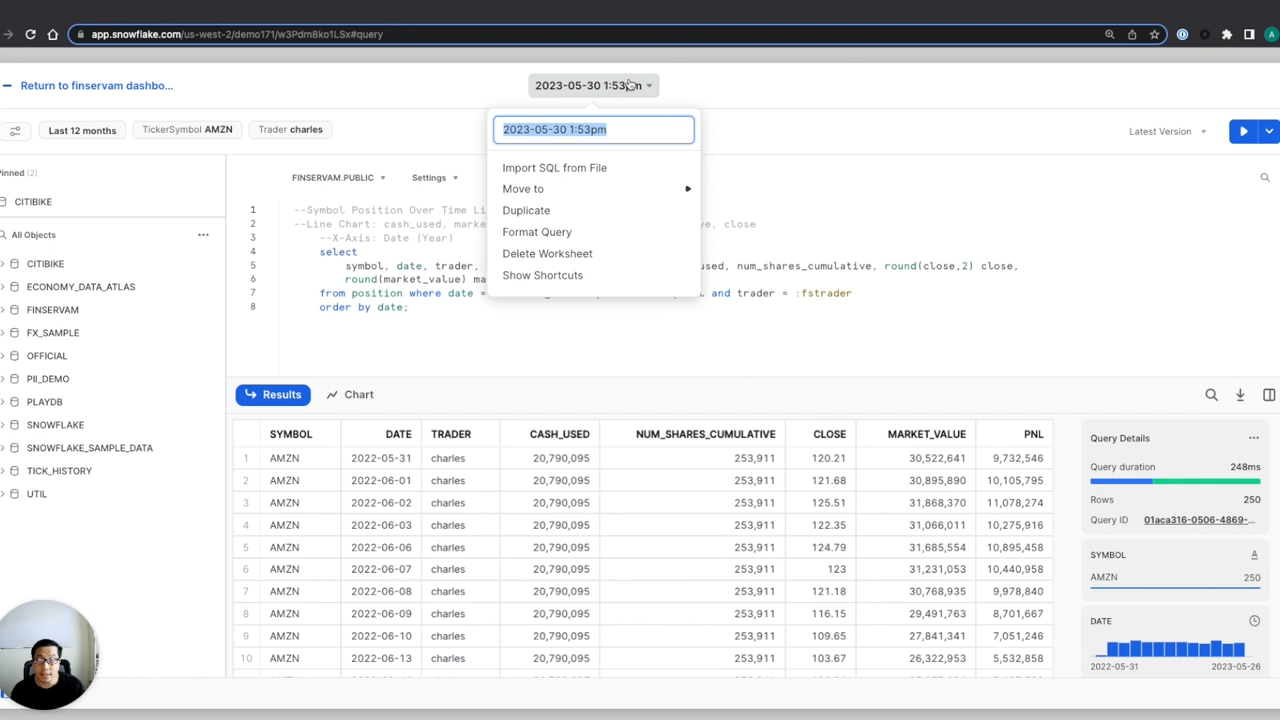 app.snowflake.com/us-west-2/demo171/w3Pdm8ko1LSx#query
A
Return to finservam dashbo...
2023-05-30 1:53pm
Last 12 months
TickerSymbol AMZN
Trader charles
2023-05-30 1:53pm
Latest Version
Import SQL from File
Move to
Duplicate
Format Query
Delete Worksheet
Show Shortcuts
inned (2)
CITIBIKE
All Objects
CITIBIKE
ECONOMY_DATA_ATLAS
FINSERVAM
FX_SAMPLE
OFFICIAL
PII_DEMO
PLAYDB
SNOWFLAKE
SNOWFLAKE_SAMPLE_DATA
TICK_HISTORY
UTIL
FINSERVAM.PUBLIC
Settings
1 --Symbol Position Over Time Li
2 --Line Chart: cash_used, marke ve, close
3 --X-Axis: Date (Year)
4 select
5 symbol, date, trader, used, num_shares_cumulative, round(close,2) close,
6 round(market_value) ma
7 from position where date = and trader = :fstrader
8 order by date;
Results
Chart
SYMBOL DATE TRADER CASH_USED NUM_SHARES_CUMULATIVE CLOSE MARKET_VALUE PNL
1 AMZN 2022-05-31 charles 20,790,095 253,911 120.21 30,522,641 9,732,546
2 AMZN 2022-06-01 charles 20,790,095 253,911 121.68 30,895,890 10,105,795
3 AMZN 2022-06-02 charles 20,790,095 253,911 125.51 31,868,370 11,078,274
4 AMZN 2022-06-03 charles 20,790,095 253,911 122.35 31,066,011 10,275,916
5 AMZN 2022-06-06 charles 20,790,095 253,911 124.79 31,685,554 10,895,458
6 AMZN 2022-06-07 charles 20,790,095 253,911 123 31,231,053 10,440,958
7 AMZN 2022-06-08 charles 20,790,095 253,911 121.18 30,768,935 9,978,840
8 AMZN 2022-06-09 charles 20,790,095 253,911 116.15 29,491,763 8,701,667
9 AMZN 2022-06-10 charles 20,790,095 253,911 109.65 27,841,341 7,051,246
10 AMZN 2022-06-13 charles 20,790,095 253,911 103.67 26,322,953 5,532,858
Query Details
Query duration 248ms
Rows 250
Query ID 01aca316-0506-4869-...
SYMBOL A
AMZN 250
DATE
2022-05-31 2023-05-26